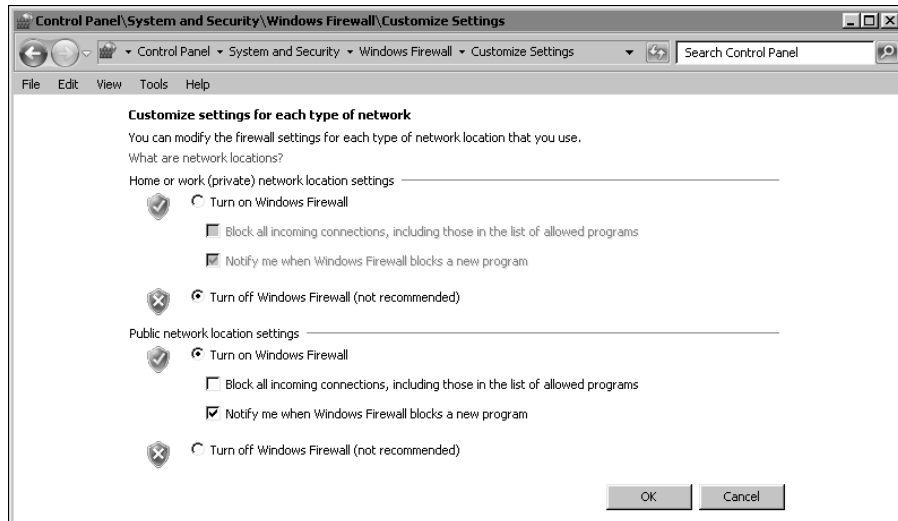 Control Panel\System and Security\Windows Firewall\Customize Settings
Control Panel System and Security Windows Firewall Customize Settings Search Control Panel
File Edit View Tools Help
Customize settings for each type of network
You can modify the firewall settings for each type of network location that you use.
What are network locations?
Home or work (private) network location settings
Turn on Windows Firewall
Block all incoming connections, including those in the list of allowed programs
Notify me when Windows Firewall blocks a new program
Turn off Windows Firewall (not recommended)
Public network location settings
Turn on Windows Firewall
Block all incoming connections, including those in the list of allowed programs
Notify me when Windows Firewall blocks a new program
Turn off Windows Firewall (not recommended)
OK Cancel